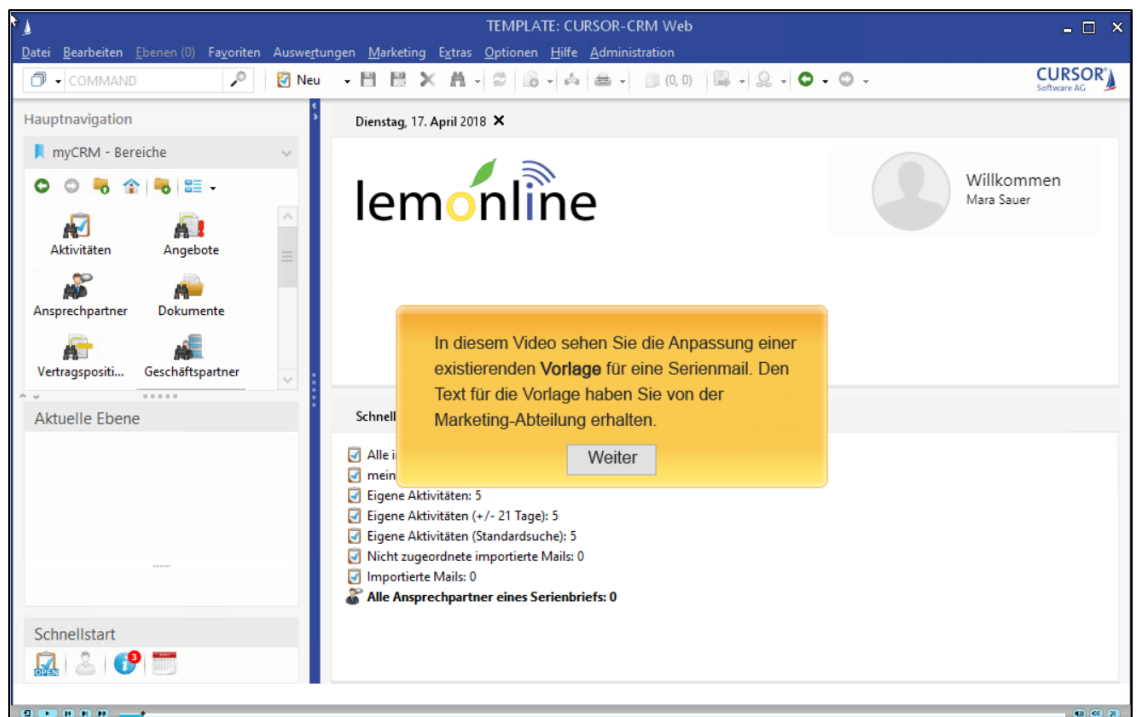 TEMPLATE: CURSOR-CRM Web
Datei Bearbeiten Ebenen (0) Favoriten Auswertungen Marketing Extras Optionen Hilfe Administration
COMMAND Neu (0, 0) CURSOR
Software AG
Hauptnavigation
Dienstag, 17. April 2018
myCRM - Bereiche
lemonline
Willkommen
Mara Sauer
Aktivitäten Angebote
Ansprechpartner Dokumente
Vertragspositi... Geschäftspartner
In diesem Video sehen Sie die Anpassung einer
existierenden Vorlage für eine Serienmail. Den
Text für die Vorlage haben Sie von der
Marketing-Abteilung erhalten.
Weiter
Aktuelle Ebene
Schnell
Alle i
mein
Eigene Aktivitäten: 5
Eigene Aktivitäten (+/- 21 Tage): 5
Eigene Aktivitäten (Standardsuche): 5
Nicht zugeordnete importierte Mails: 0
Importierte Mails: 0
Alle Ansprechpartner eines Serienbriefs: 0
Schnellstart
OPEN 3